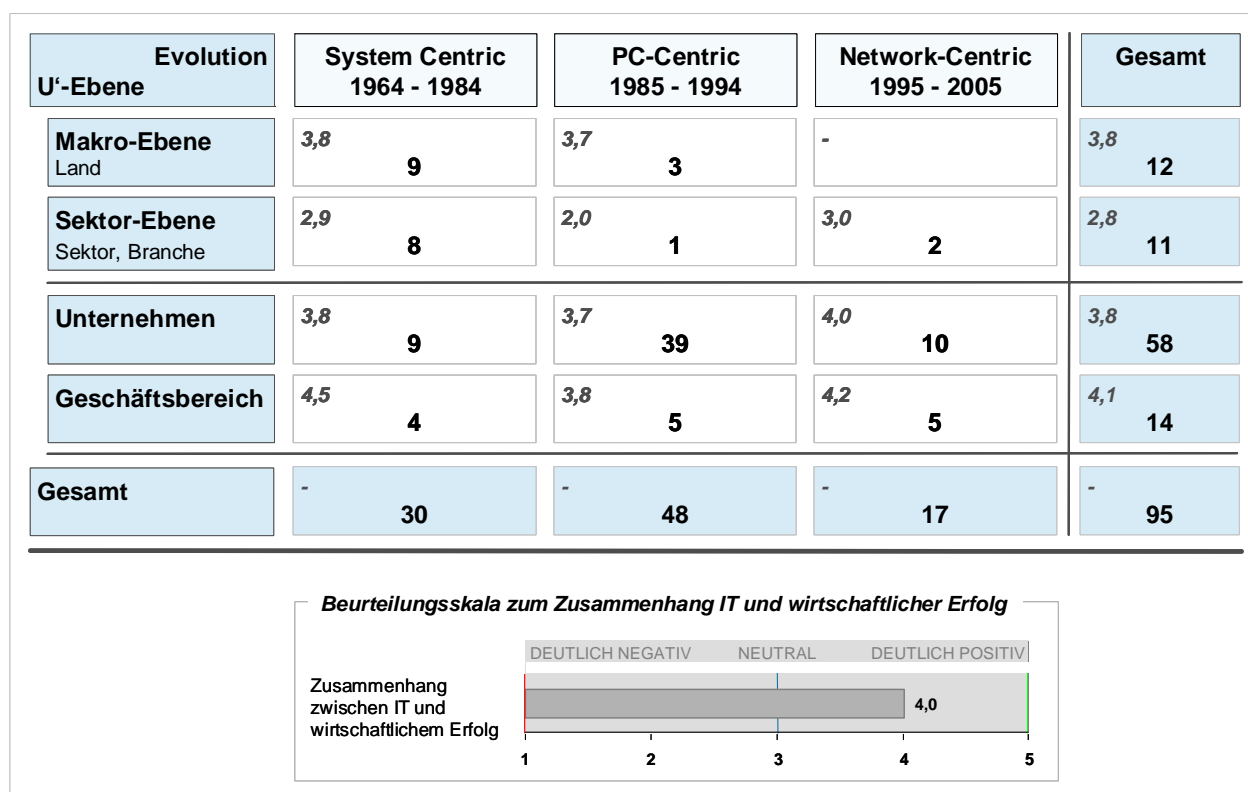 Evolution
U‘-Ebene
System Centric
1964 - 1984
PC-Centric
1985 - 1994
Network-Centric
1995 - 2005
Gesamt
Makro-Ebene
Land
3,8
9
3,7
3
-
3,8
12
Sektor-Ebene
Sektor, Branche
2,9
8
2,0
1
3,0
2
2,8
11
Unternehmen
3,8
9
3,7
39
4,0
10
3,8
58
Geschäftsbereich
4,5
4
3,8
5
4,2
5
4,1
14
Gesamt
-
30
-
48
-
17
-
95
Beurteilungsskala zum Zusammenhang IT und wirtschaftlicher Erfolg
DEUTLICH NEGATIV NEUTRAL DEUTLICH POSITIV
Zusammenhang
zwischen IT und
wirtschaftlichem Erfolg
4,0
1 2 3 4 5